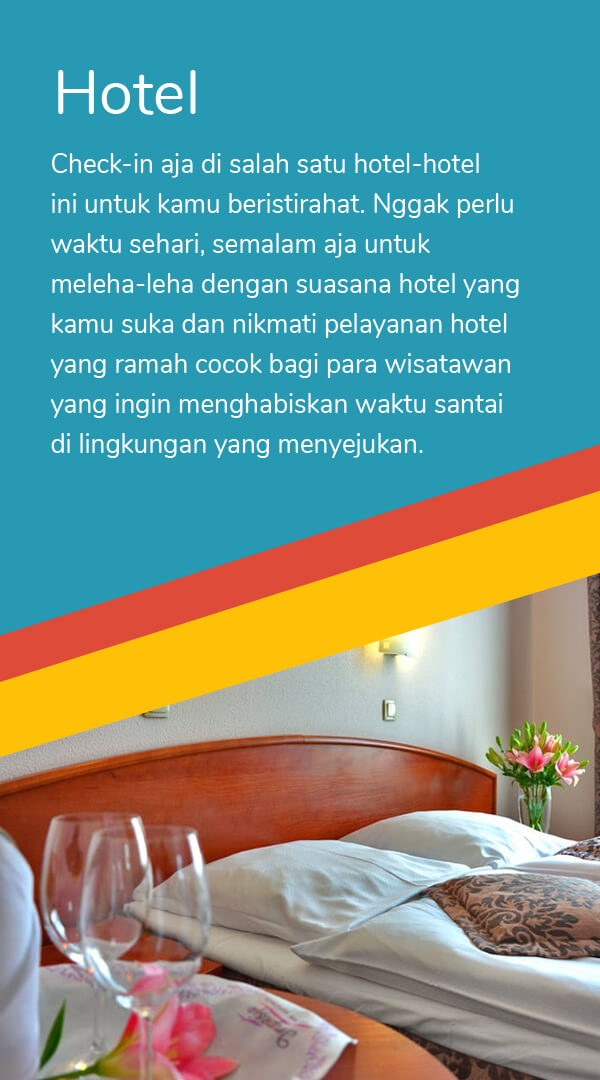 Hotel
Check-in aja di salah satu hotel-hotel
ini untuk kamu beristirahat. Nggak perlu
waktu sehari, semalam aja untuk
meleha-leha dengan suasana hotel yang
kamu suka dan nikmati pelayanan hotel
yang ramah cocok bagi para wisatawan
yang ingin menghabiskan waktu santai
di lingkungan yang menyejukan.